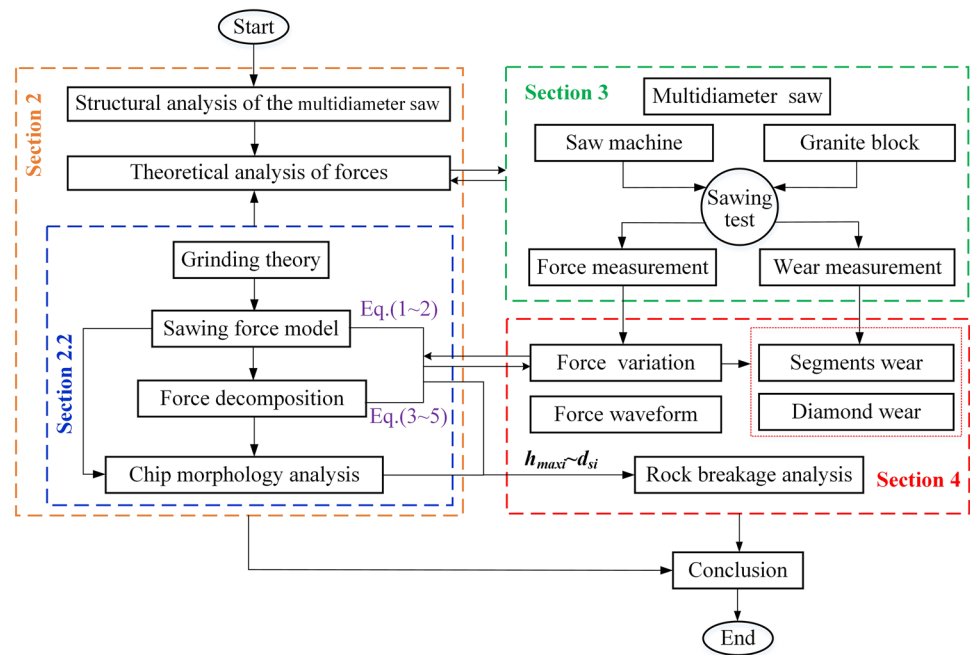 Start
Section 2
Structural analysis of the multidiameter saw
Theoretical analysis of forces
Section 2.2
Grinding theory
Eq.(1~2)
Sawing force model
Force decomposition
Eq.(3~5)
Chip morphology analysis
Section 3
Multidiameter saw
Saw machine
Granite block
Sawing
test
Force measurement
Wear measurement
Force variation
Segments wear
Force waveform
Diamond wear
hmaxi~dsi
Rock breakage analysis
Section 4
Conclusion
End